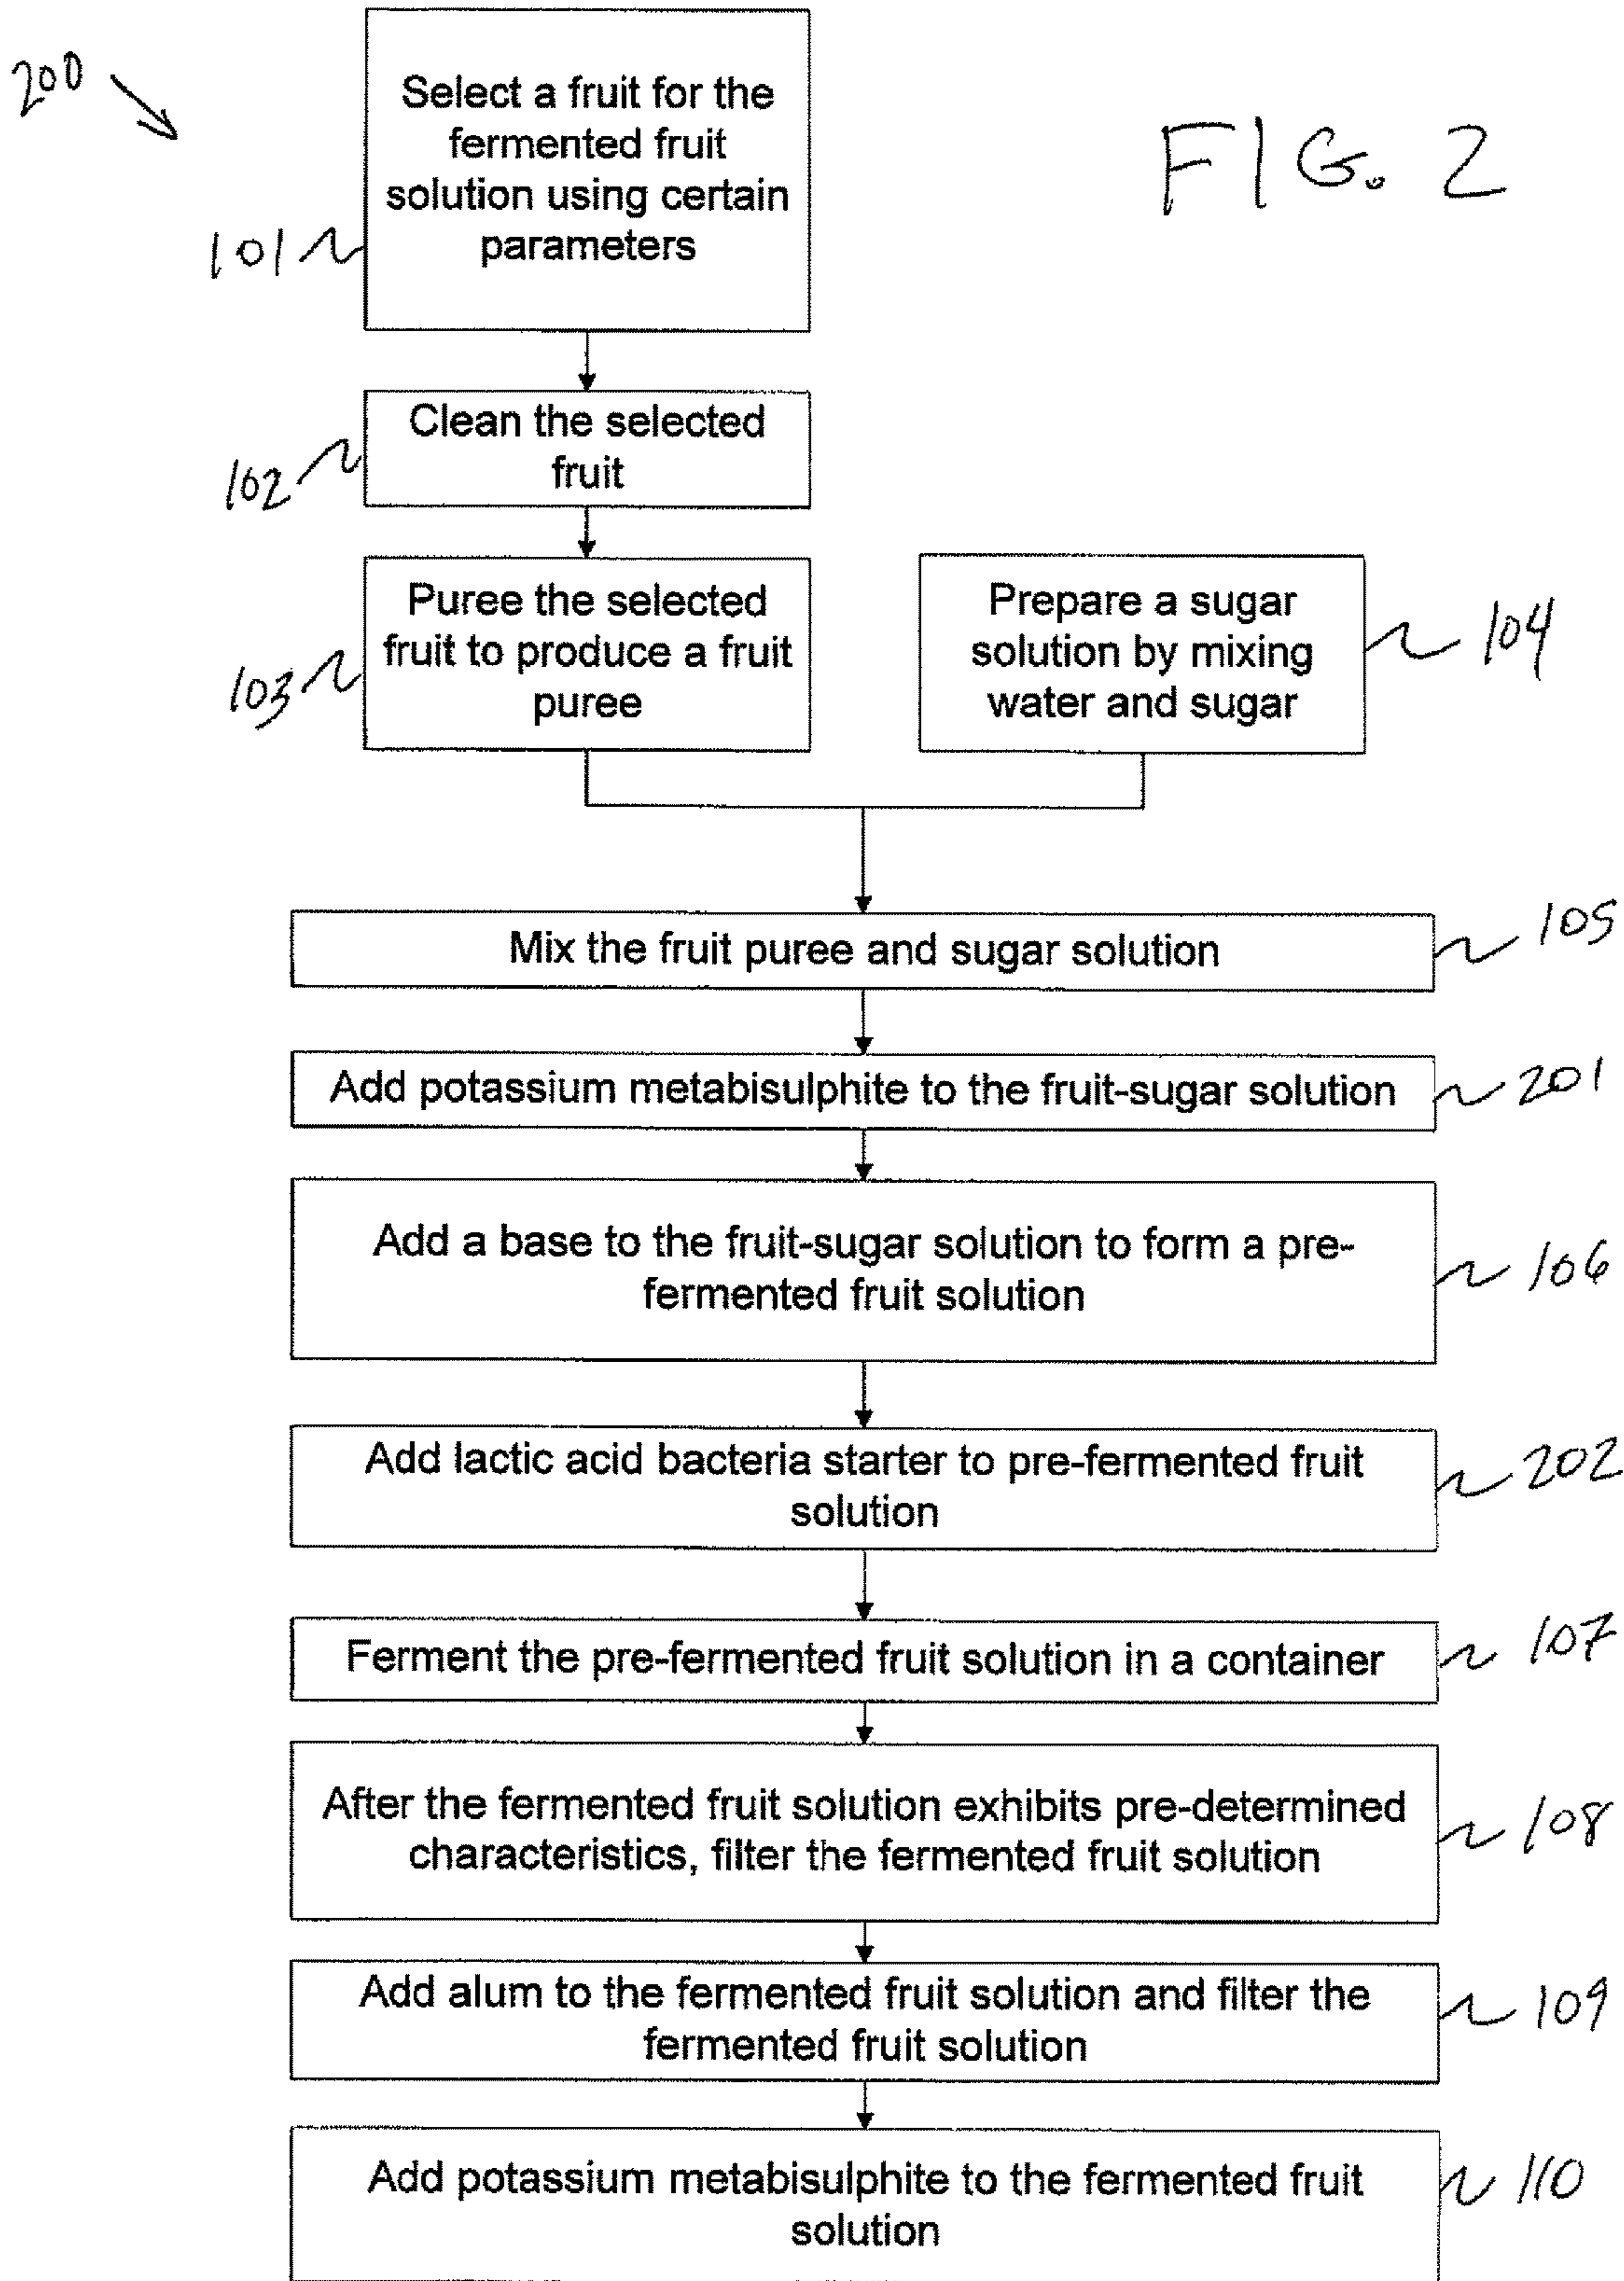 200
FIG. 2
Select a fruit for the
fermented fruit
solution using certain
parameters
101
Clean the selected
fruit
102
Puree the selected
fruit to produce a fruit
puree
103
Prepare a sugar
solution by mixing
water and sugar
104
Mix the fruit puree and sugar solution
105
Add potassium metabisulphite to the fruit-sugar solution
201
Add a base to the fruit-sugar solution to form a pre-
fermented fruit solution
106
Add lactic acid bacteria starter to pre-fermented fruit
solution
202
Ferment the pre-fermented fruit solution in a container
107
After the fermented fruit solution exhibits pre-determined
characteristics, filter the fermented fruit solution
108
Add alum to the fermented fruit solution and filter the
fermented fruit solution
109
Add potassium metabisulphite to the fermented fruit
solution
110